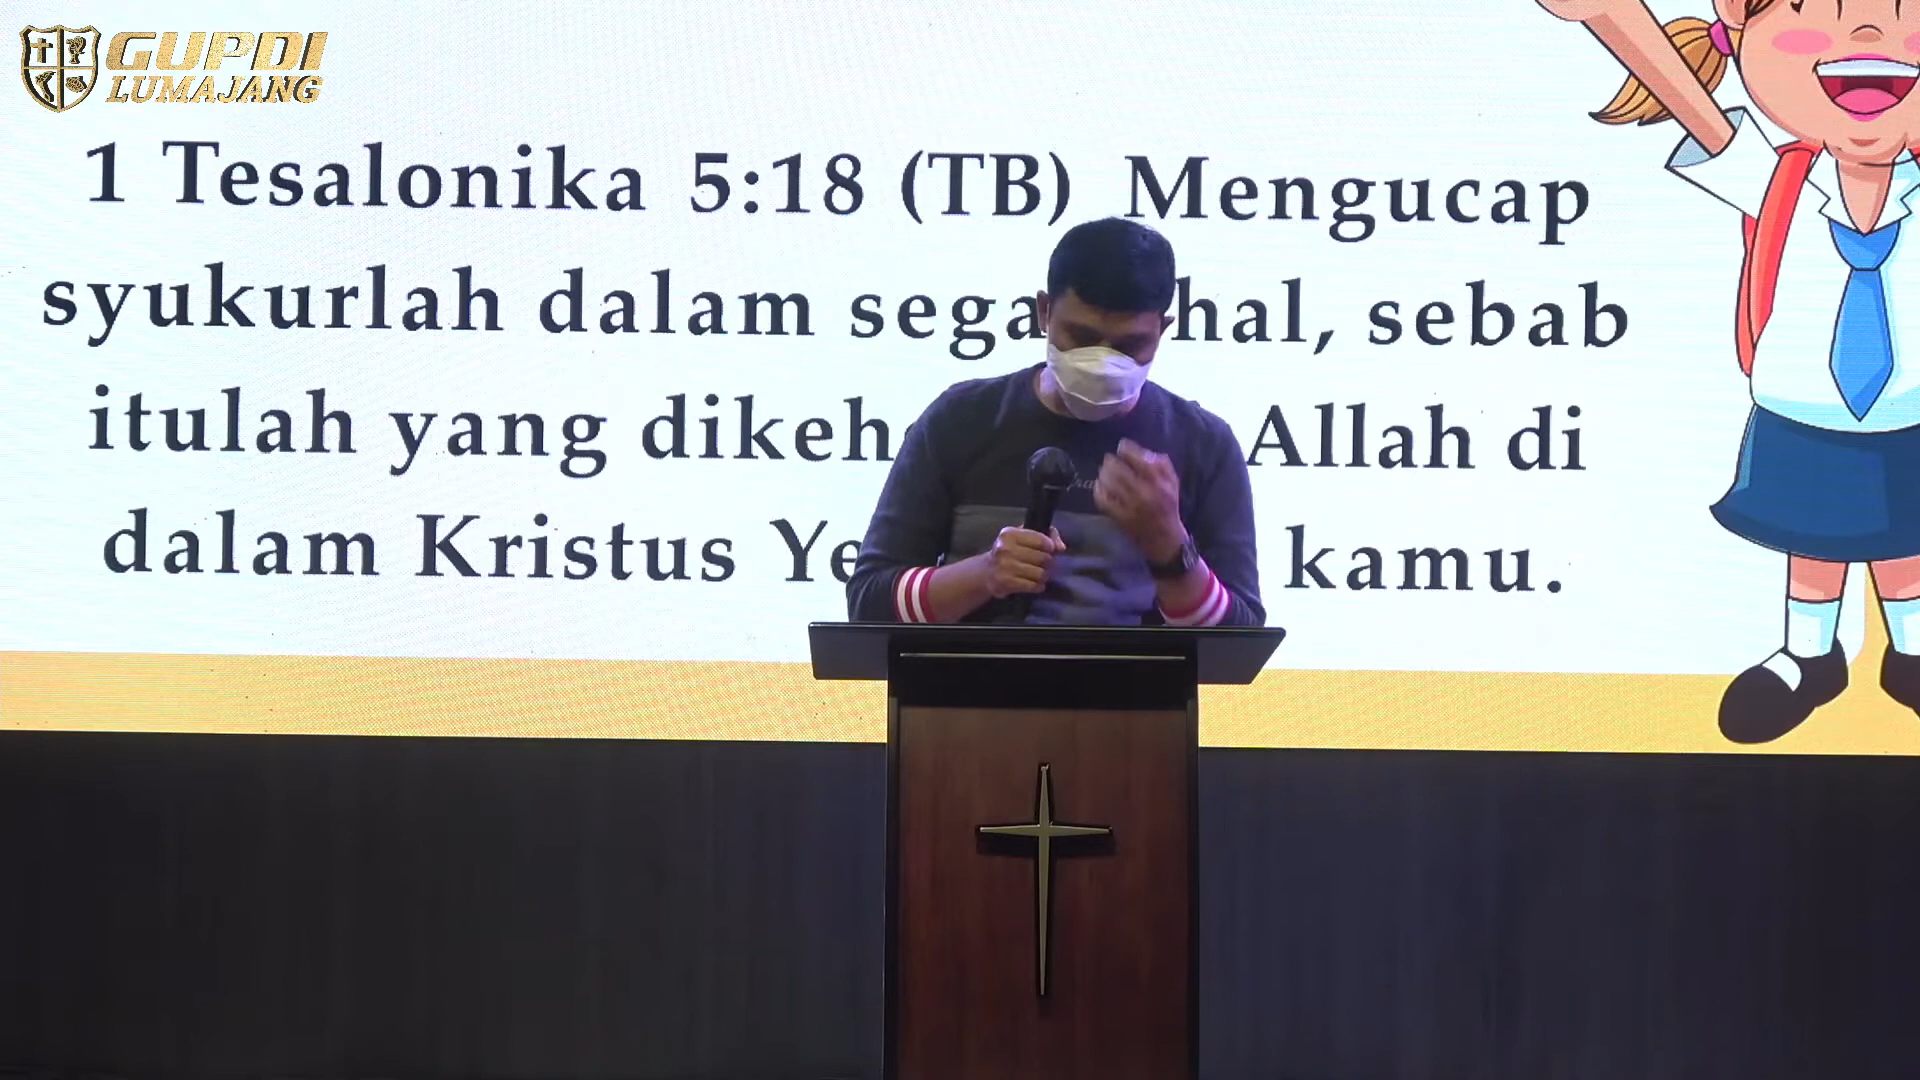 GUPDI
LUMAJANG
1 Tesalonika 5:18 (TB) Mengucap
syukurlah dalam sega hal, sebab
itulah yang dikeh Allah di
dalam Kristus Ye kamu.